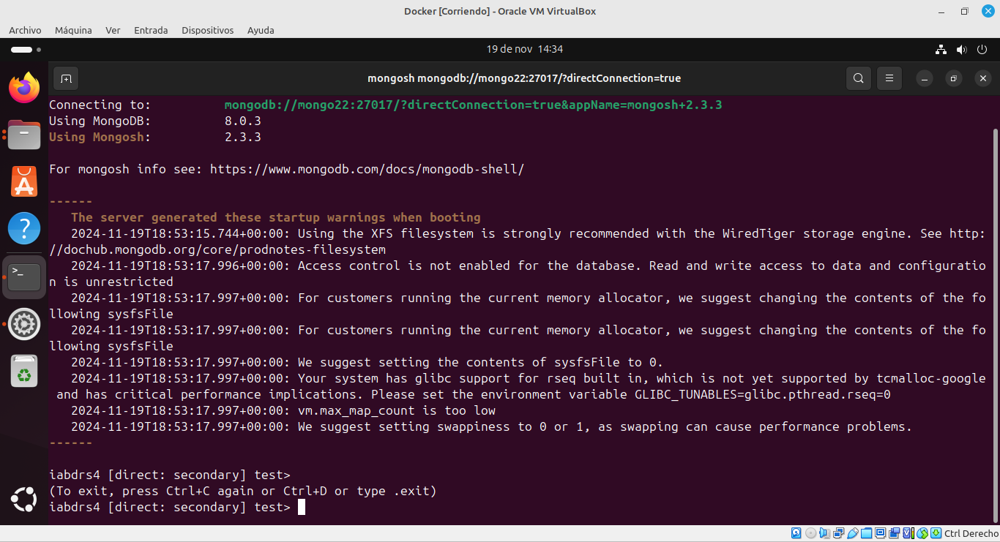 Docker [Corriendo] - Oracle VM VirtualBox
Archivo Máquina Ver Entrada Dispositivos Ayuda
19 de nov 14:34
mongosh mongodb://mongo22:27017/?directConnection=true
Connecting to: mongodb://mongo22:27017/?directConnection=true&appName=mongosh+2.3.3
Using MongoDB: 8.0.3
Using Mongosh: 2.3.3
For mongosh info see: https://www.mongodb.com/docs/mongodb-shell/
------
The server generated these startup warnings when booting
2024-11-19T18:53:15.744+00:00: Using the XFS filesystem is strongly recommended with the WiredTiger storage engine. See http:
//dochub.mongodb.org/core/prodnotes-filesystem
2024-11-19T18:53:17.996+00:00: Access control is not enabled for the database. Read and write access to data and configuratio
n is unrestricted
2024-11-19T18:53:17.997+00:00: For customers running the current memory allocator, we suggest changing the contents of the fo
llowing sysfsFile
2024-11-19T18:53:17.997+00:00: For customers running the current memory allocator, we suggest changing the contents of the fo
llowing sysfsFile
2024-11-19T18:53:17.997+00:00: We suggest setting the contents of sysfsFile to 0.
2024-11-19T18:53:17.997+00:00: Your system has glibc support for rseq built in, which is not yet supported by tcmalloc-google
and has critical performance implications. Please set the environment variable GLIBC_TUNABLES=glibc.pthread.rseq=0
2024-11-19T18:53:17.997+00:00: vm.max_map_count is too low
2024-11-19T18:53:17.997+00:00: We suggest setting swappiness to 0 or 1, as swapping can cause performance problems.
------
iabdrs4 [direct: secondary] test>
(To exit, press Ctrl+C again or Ctrl+D or type .exit)
iabdrs4 [direct: secondary] test>
Ctrl Derecho